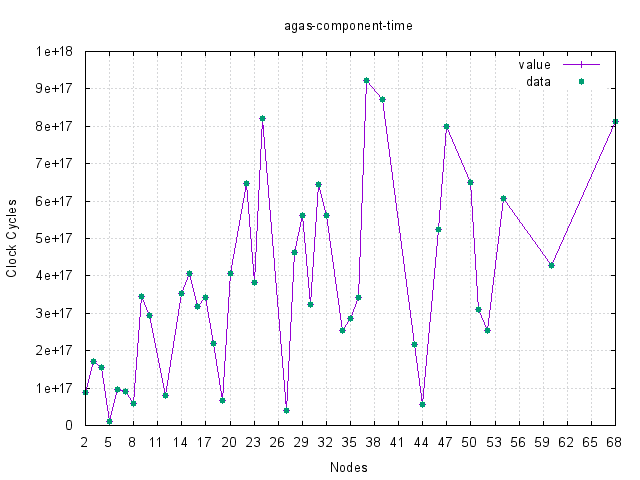 agas-component-time
1e+18
9e+17
8e+17
7e+17
6e+17
5e+17
4e+17
3e+17
2e+17
1e+17
0
Clock Cycles
value
data
2 5 8 11 14 17 20 23 26 29 32 35 38 41 44 47 50 53 56 59 62 65 68
Nodes